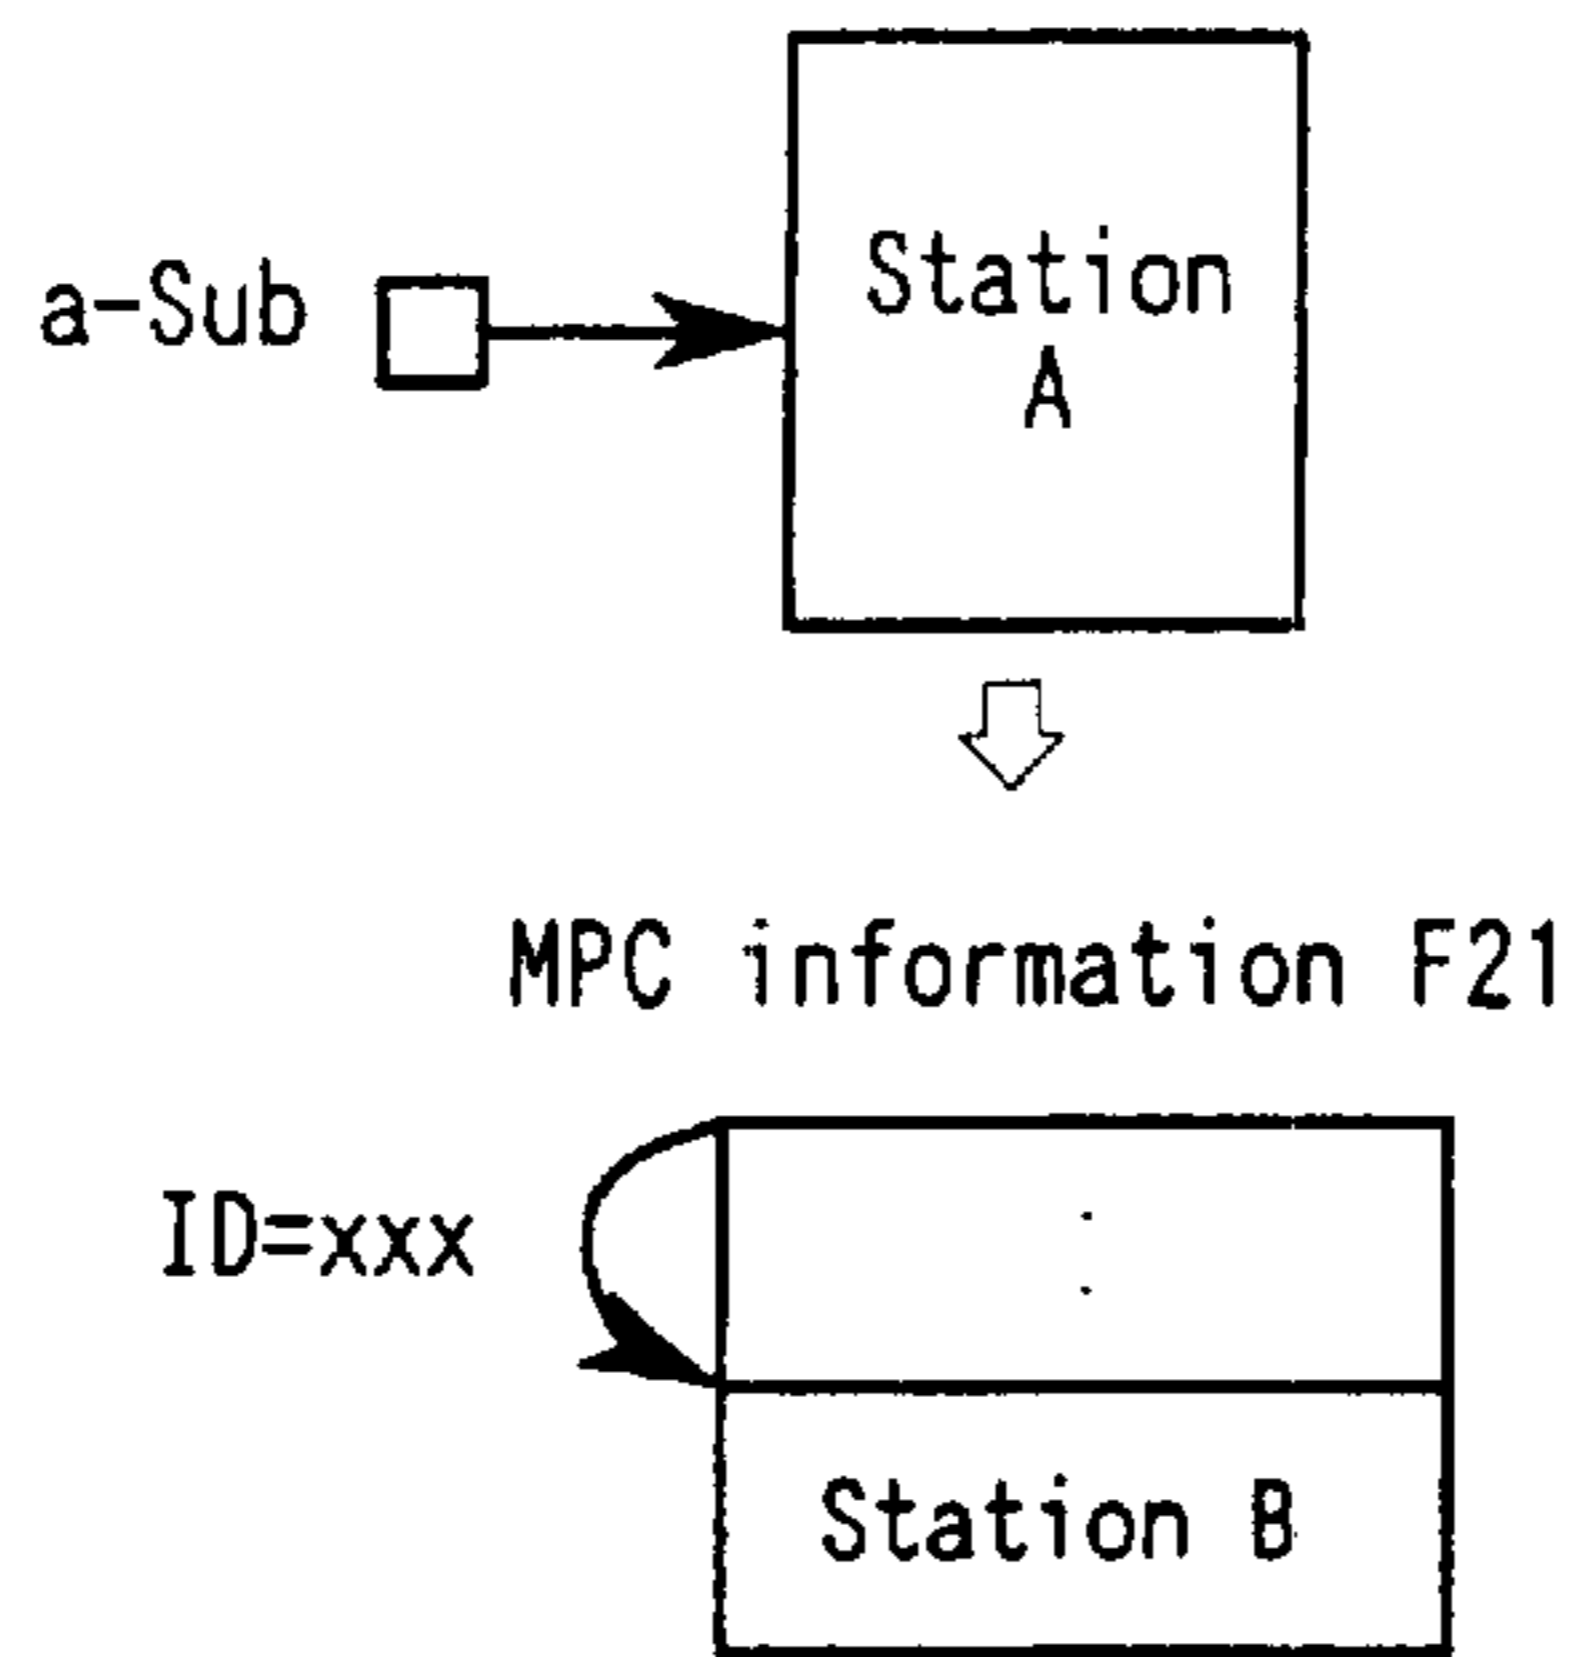 Station
A
a-Sub
MPC information F21
ID=xxx
:
Station B